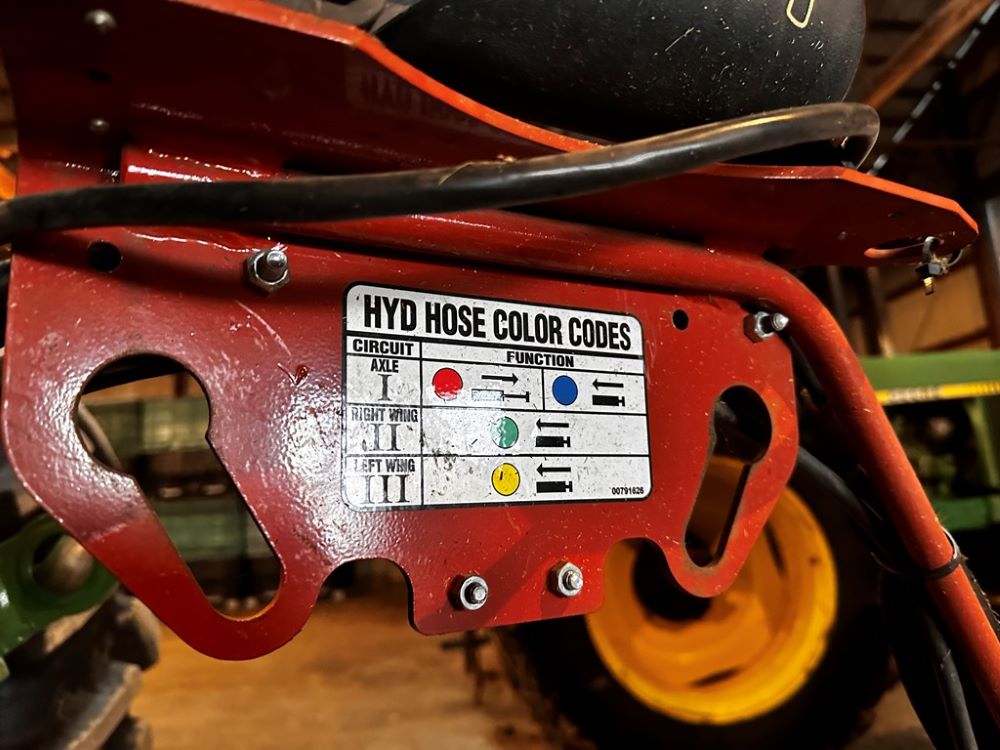 HYD HOSE COLOR CODES
CIRCUIT FUNCTION
AXLE
I
RIGHT WING
II
LEFT WING
III
00791626